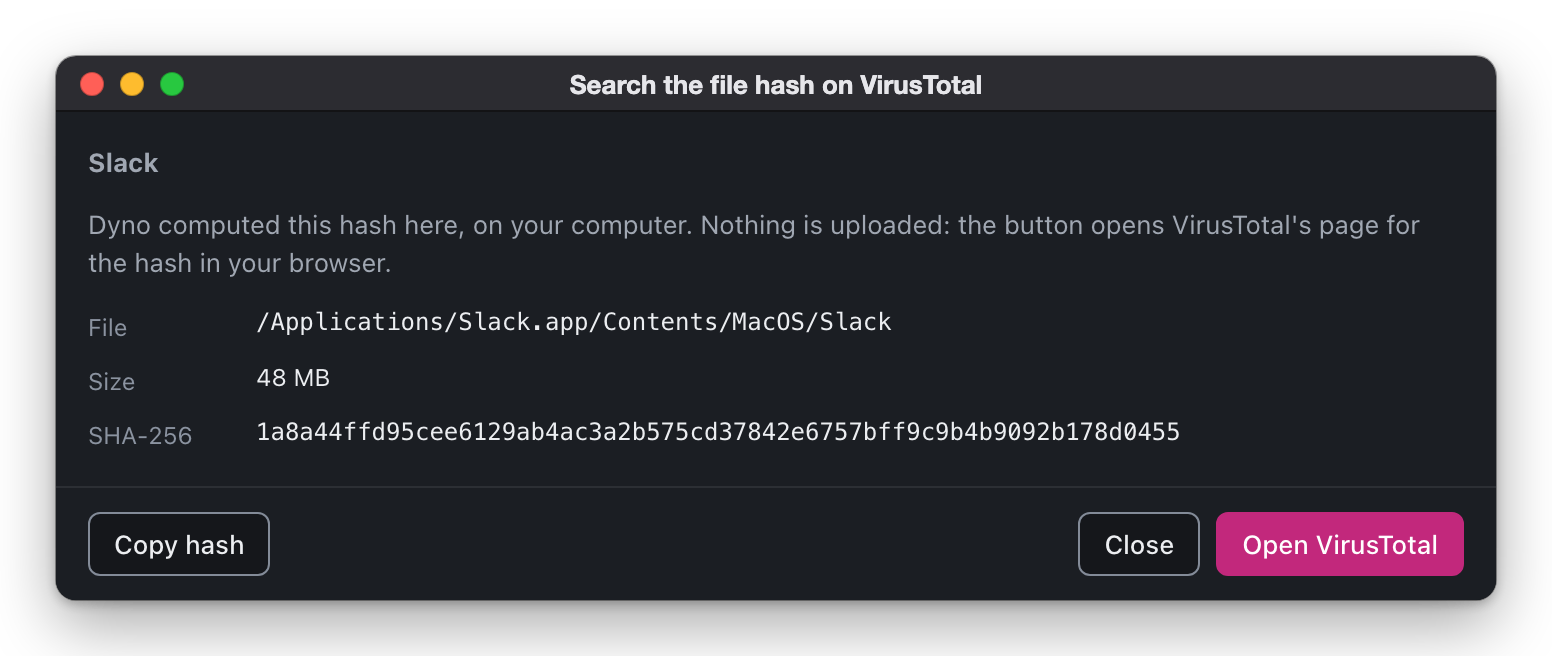 Search the file hash on VirusTotal
Slack
Dyno computed this hash here, on your computer. Nothing is uploaded: the button opens VirusTotal's page for
the hash in your browser.
File /Applications/Slack.app/Contents/MacOS/Slack
Size 48 MB
SHA-256 1a8a44ffd95cee6129ab4ac3a2b575cd37842e6757bff9c9b4b9092b178d0455
Copy hash Close Open VirusTotal